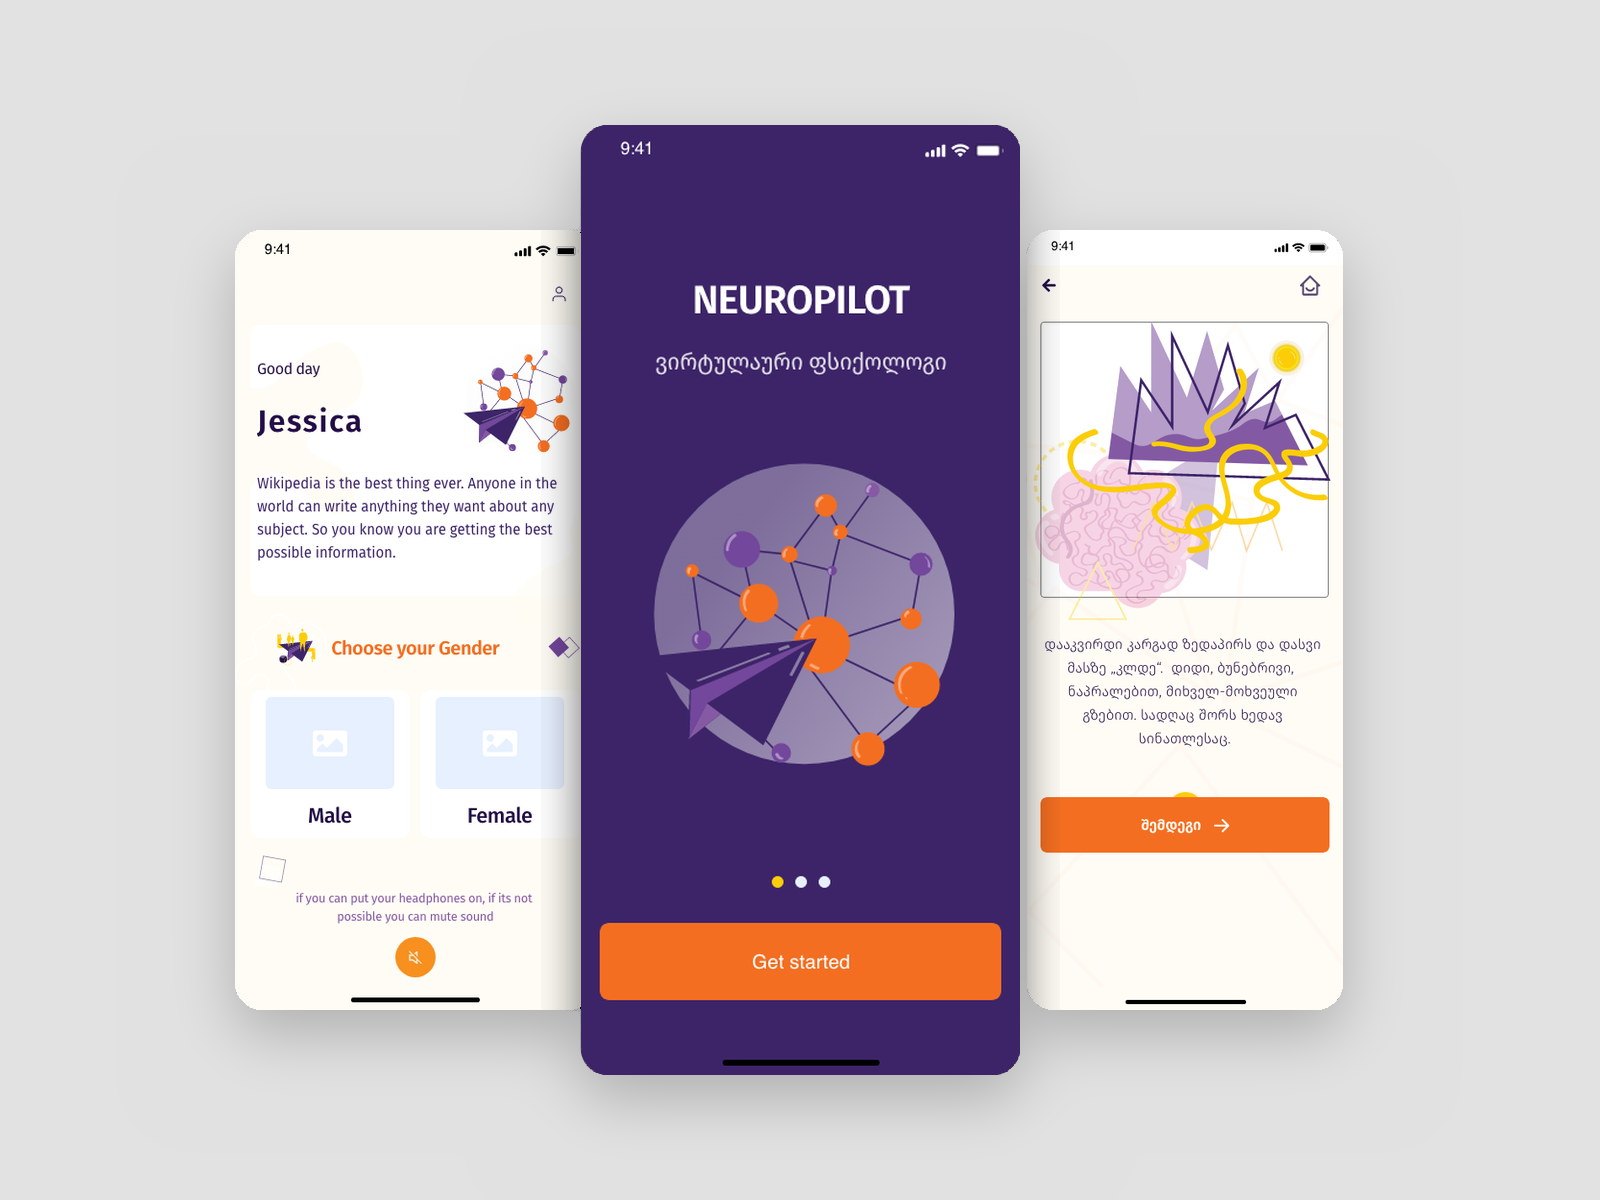 9:41
Good day
Jessica
Wikipedia is the best thing ever. Anyone in the
world can write anything they want about any
subject. So you know you are getting the best
possible information.
Choose your Gender
Male
Female
if you can put your headphones on, if its not
possible you can mute sound
9:41
NEUROPILOT
ვირტულაური ფსიქოლოგი
Get started
9:41
დააკვირდი კარგად ზედაპირს და დასვი
მასზე „კლდე“. დიდი, ბუნებრივი,
ნაპრალებით, მიხველ-მოხვეული
გზებით. სადღაც შორს ხედავ
სინათლესაც.
შემდეგი